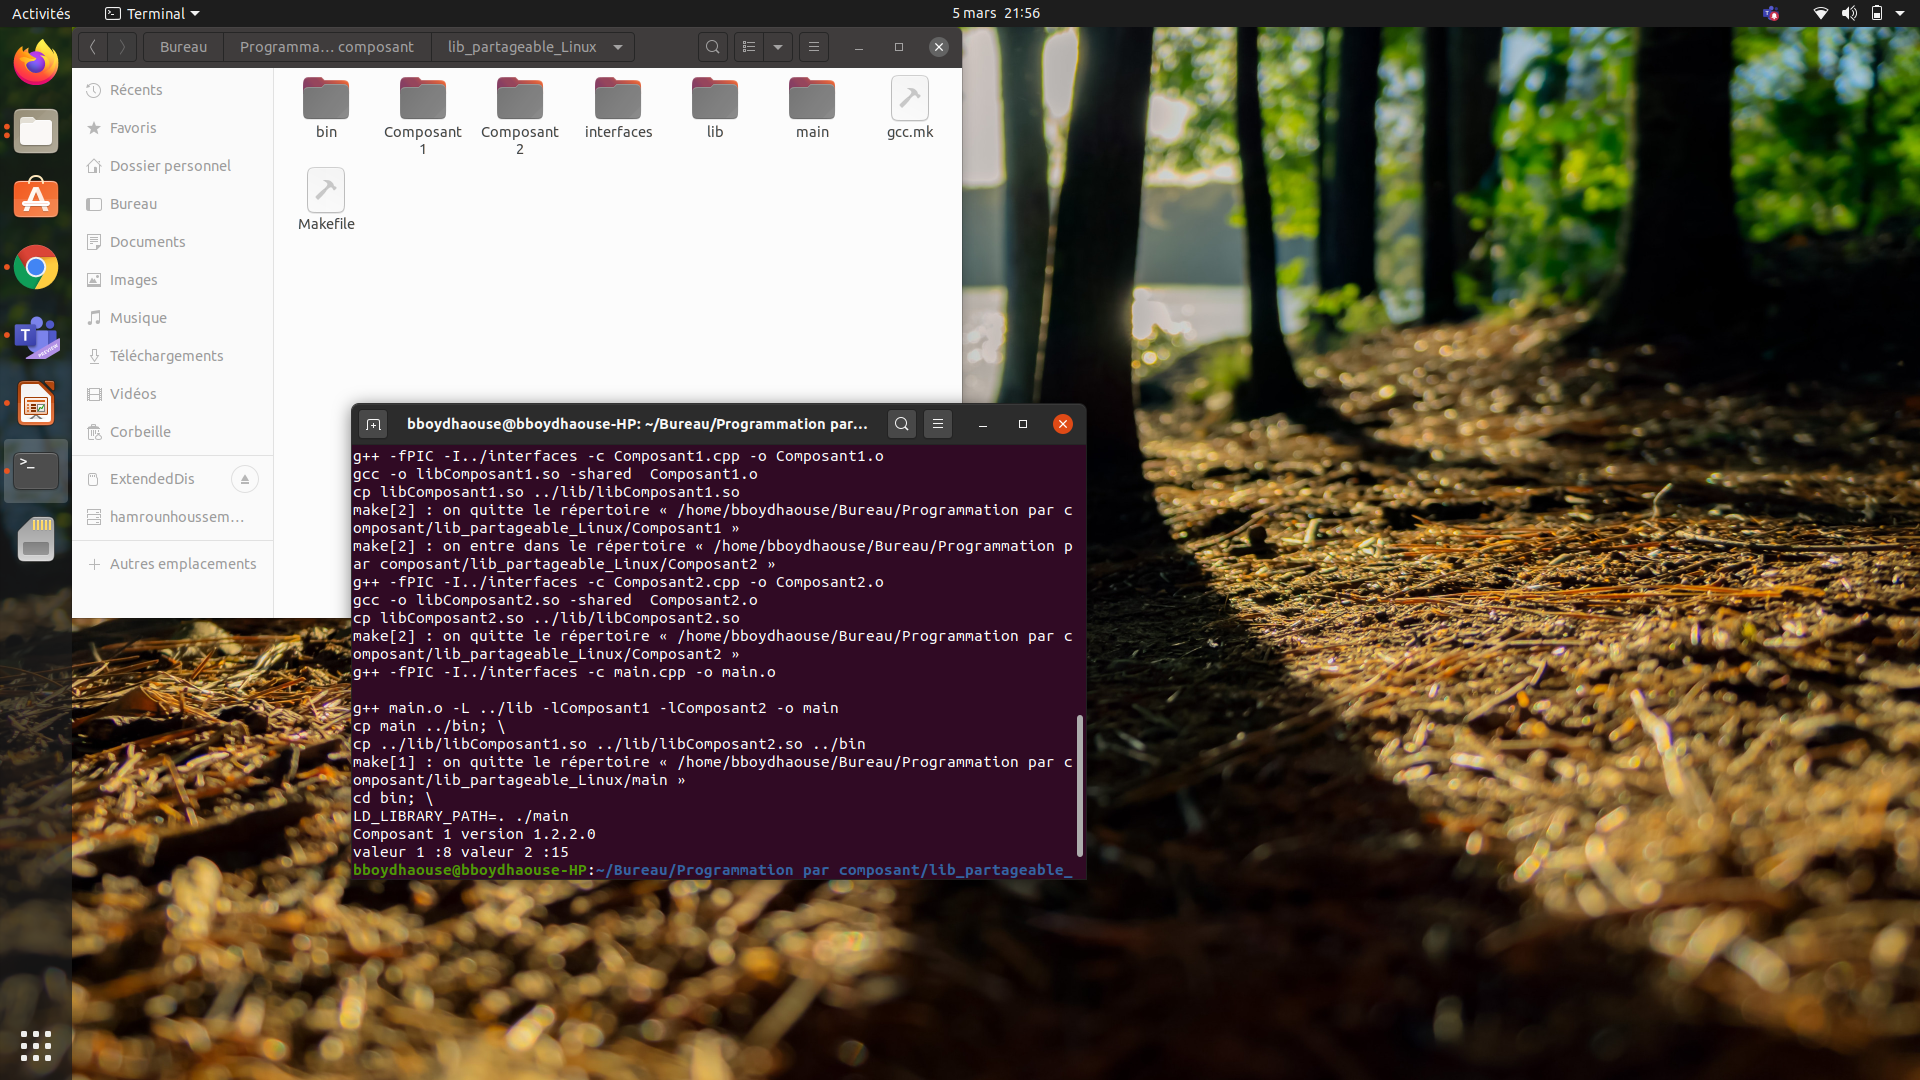 Activités
Terminal
5 mars 21:56
Bureau
Programma… composant
lib_partageable_Linux
Récents
Favoris
Dossier personnel
Bureau
Documents
Images
Musique
Téléchargements
Vidéos
Corbeille
ExtendedDis
hamrounhoussem…
Autres emplacements
bin
Composant
1
Composant
2
interfaces
lib
main
gcc.mk
Makefile
bboydhaouse@bboydhaouse-HP: ~/Bureau/Programmation par…
g++ -fPIC -I../interfaces -c Composant1.cpp -o Composant1.o
gcc -o libComposant1.so -shared  Composant1.o
cp libComposant1.so ../lib/libComposant1.so
make[2] : on quitte le répertoire « /home/bboydhaouse/Bureau/Programmation par c
omposant/lib_partageable_Linux/Composant1 »
make[2] : on entre dans le répertoire « /home/bboydhaouse/Bureau/Programmation p
ar composant/lib_partageable_Linux/Composant2 »
g++ -fPIC -I../interfaces -c Composant2.cpp -o Composant2.o
gcc -o libComposant2.so -shared  Composant2.o
cp libComposant2.so ../lib/libComposant2.so
make[2] : on quitte le répertoire « /home/bboydhaouse/Bureau/Programmation par c
omposant/lib_partageable_Linux/Composant2 »
g++ -fPIC -I../interfaces -c main.cpp -o main.o
g++ main.o -L ../lib -lComposant1 -lComposant2 -o main
cp main ../bin; \
cp ../lib/libComposant1.so ../lib/libComposant2.so ../bin
make[1] : on quitte le répertoire « /home/bboydhaouse/Bureau/Programmation par c
omposant/lib_partageable_Linux/main »
cd bin; \
LD_LIBRARY_PATH=. ./main
Composant 1 version 1.2.2.0
valeur 1 :8 valeur 2 :15
bboydhaouse@bboydhaouse-HP:~/Bureau/Programmation par composant/lib_partageable_